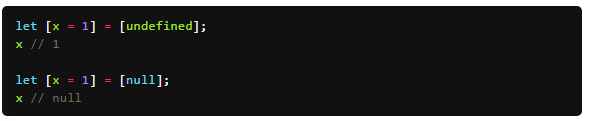 let [x = 1] = [undefined];
x // 1

let [x = 1] = [null];
x // null